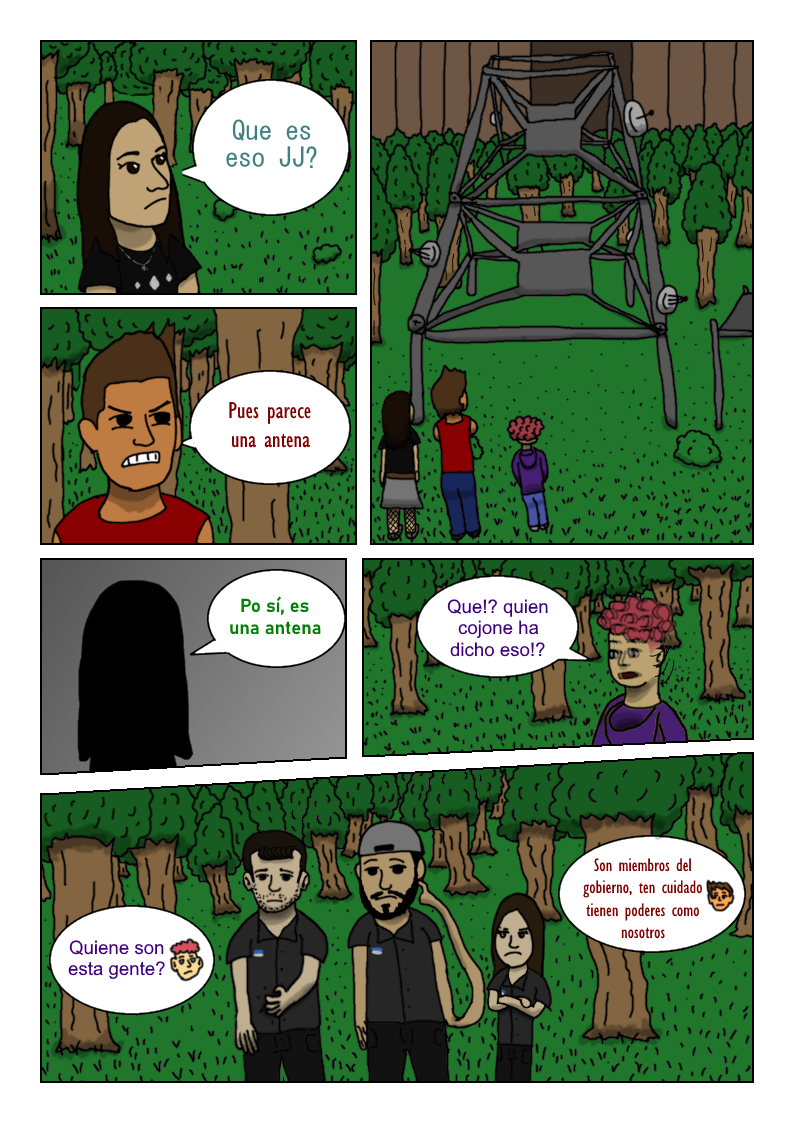 Que es
eso JJ?
Pues parece
una antena
Po sí, es
una antena
Que!? quien
cojone ha
dicho eso!?
Quiene son
esta gente?
Son miembros del
gobierno, ten cuidado
tienen poderes como
nosotros